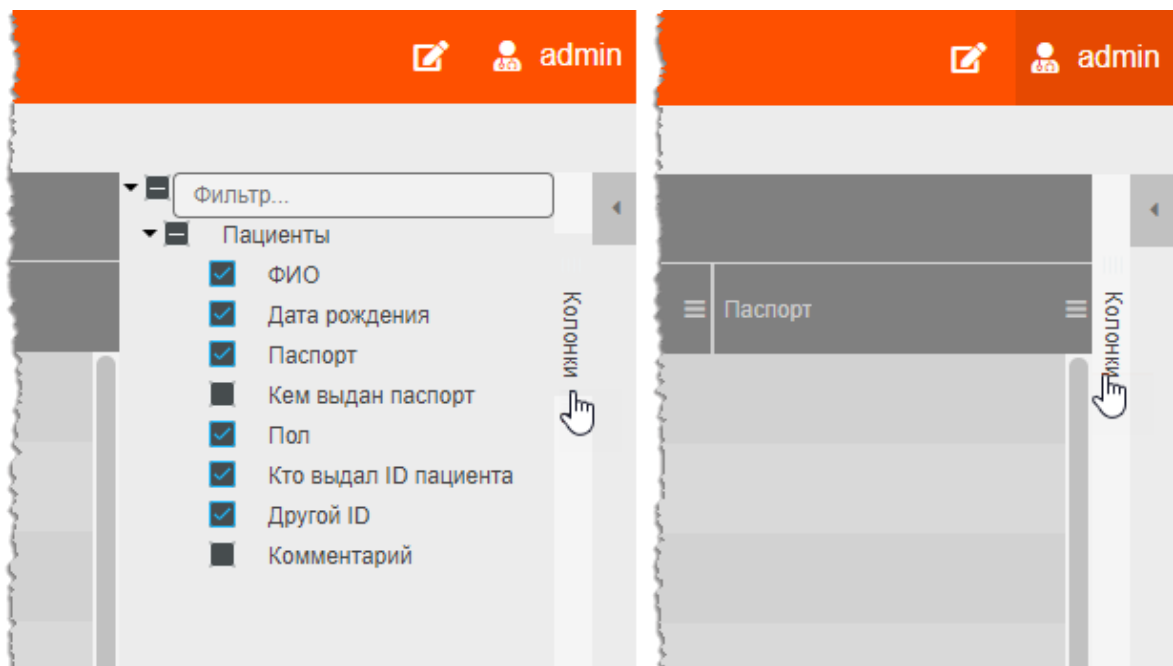 admin
Фильтр...
Пациенты
ФИО
Дата рождения
Паспорт
Кем выдан паспорт
Пол
Кто выдал ID пациента
Другой ID
Комментарий
Колонки
admin
Паспорт
Колонки